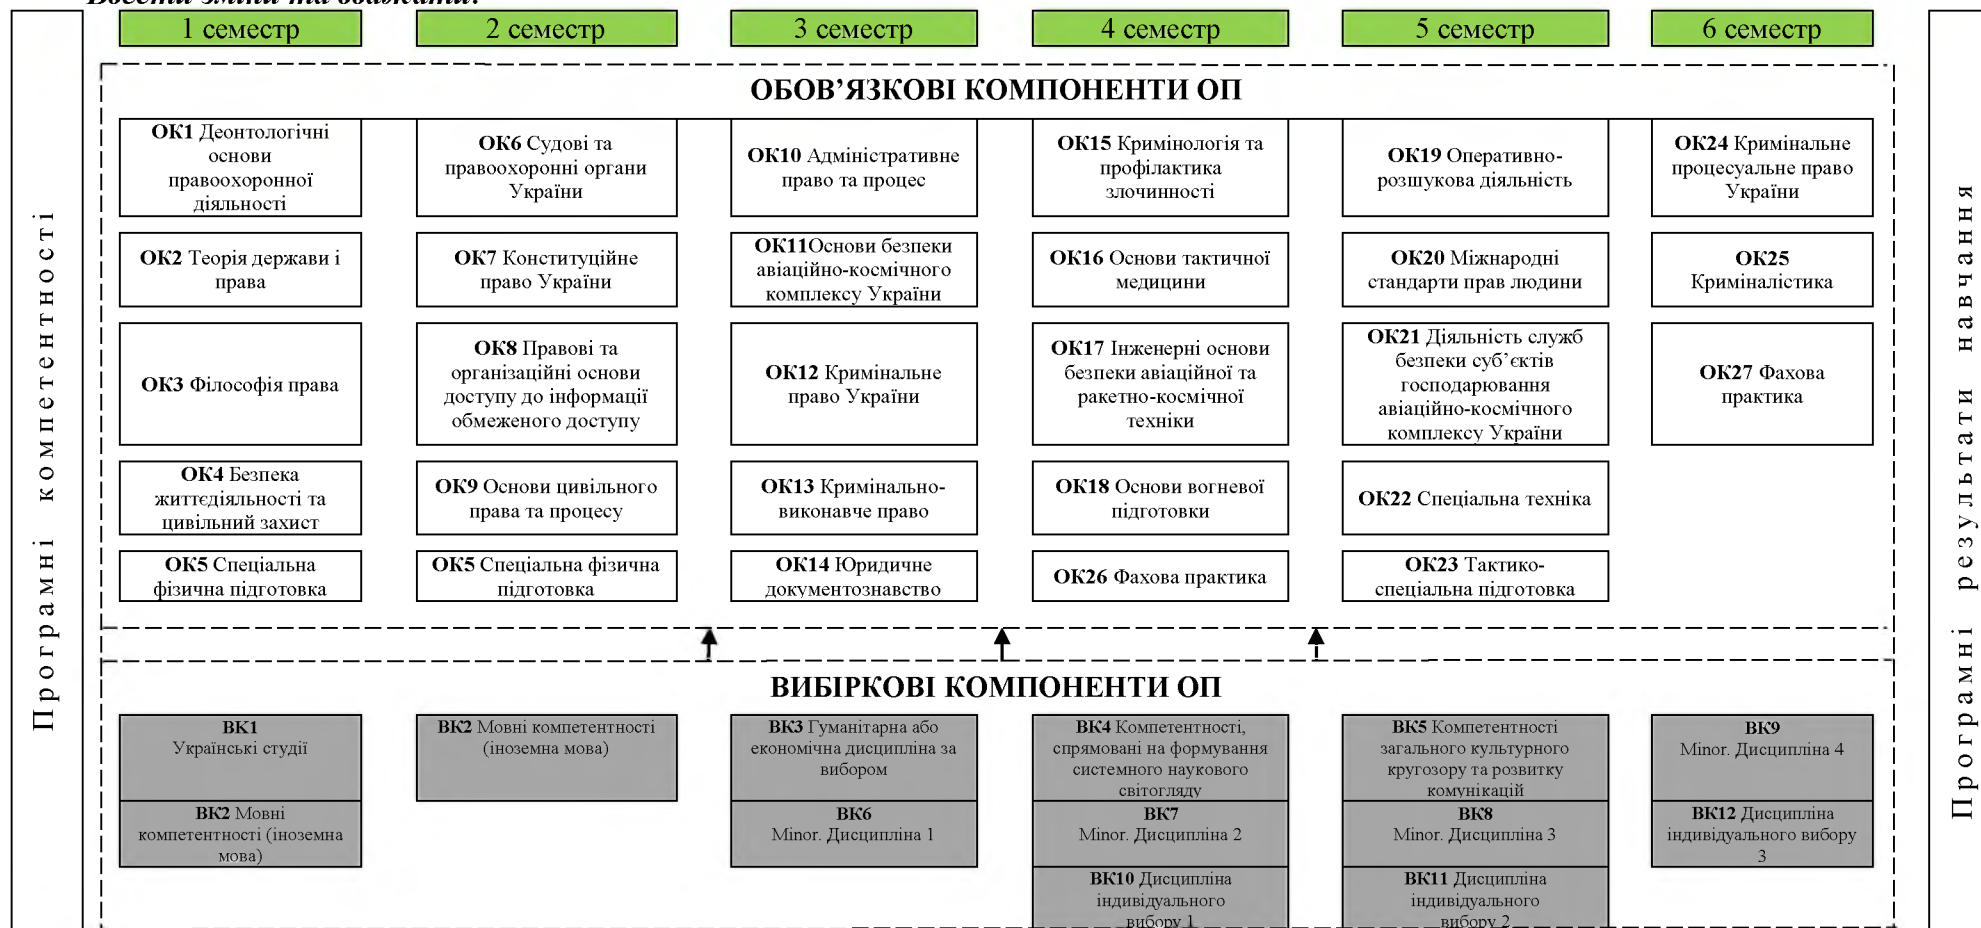 Внести зміни та вважати:
1 семестр
2 семестр
3 семестр
4 семестр
5 семестр
6 семестр
Програмні компетентності
Програмні результати навчання
ОБОВ’ЯЗКОВІ КОМПОНЕНТИ ОП
ОК1 Деонтологічні
основи
правоохоронної
діяльності
ОК6 Судові та
правоохоронні органи
України
ОК10 Адміністративне
право та процес
ОК15 Кримінологія та
профілактика
злочинності
ОК19 Оперативно-
розшукова діяльність
ОК24 Кримінальне
процесуальне право
України
ОК2 Теорія держави і
права
ОК7 Конституційне
право України
ОК11Основи безпеки
авіаційно-космічного
комплексу України
ОК16 Основи тактичної
медицини
ОК20 Міжнародні
стандарти прав людини
ОК25
Криміналістика
ОК3 Філософія права
ОК8 Правові та
організаційні основи
доступу до інформації
обмеженого доступу
ОК12 Кримінальне
право України
ОК17 Інженерні основи
безпеки авіаційної та
ракетно-космічної
техніки
ОК21 Діяльність служб
безпеки суб’єктів
господарювання
авіаційно-космічного
комплексу України
ОК27 Фахова
практика
ОК4 Безпека
життєдіяльності та
цивільний захист
ОК9 Основи цивільного
права та процесу
ОК13 Кримінально-
виконавче право
ОК18 Основи вогневої
підготовки
ОК22 Спеціальна техніка
ОК5 Спеціальна
фізична підготовка
ОК5 Спеціальна фізична
підготовка
ОК14 Юридичне
документознавство
ОК26 Фахова практика
ОК23 Тактико-
спеціальна підготовка
ВИБІРКОВІ КОМПОНЕНТИ ОП
ВК1
Українські студії
ВК2 Мовні компетентності
(іноземна мова)
ВК3 Гуманітарна або
економічна дисципліна за
вибором
ВК4 Компетентності,
спрямовані на формування
системного наукового
світогляду
ВК5 Компетентності
загального культурного
кругозору та розвитку
комунікацій
ВК9
Minor. Дисципліна 4
ВК2 Мовні
компетентності (іноземна
мова)
ВК6
Minor. Дисципліна 1
ВК7
Minor. Дисципліна 2
ВК8
Minor. Дисципліна 3
ВК12 Дисципліна
індивідуального вибору
3
ВК10 Дисципліна
індивідуального
вибору 1
ВК11 Дисципліна
індивідуального
вибору 2